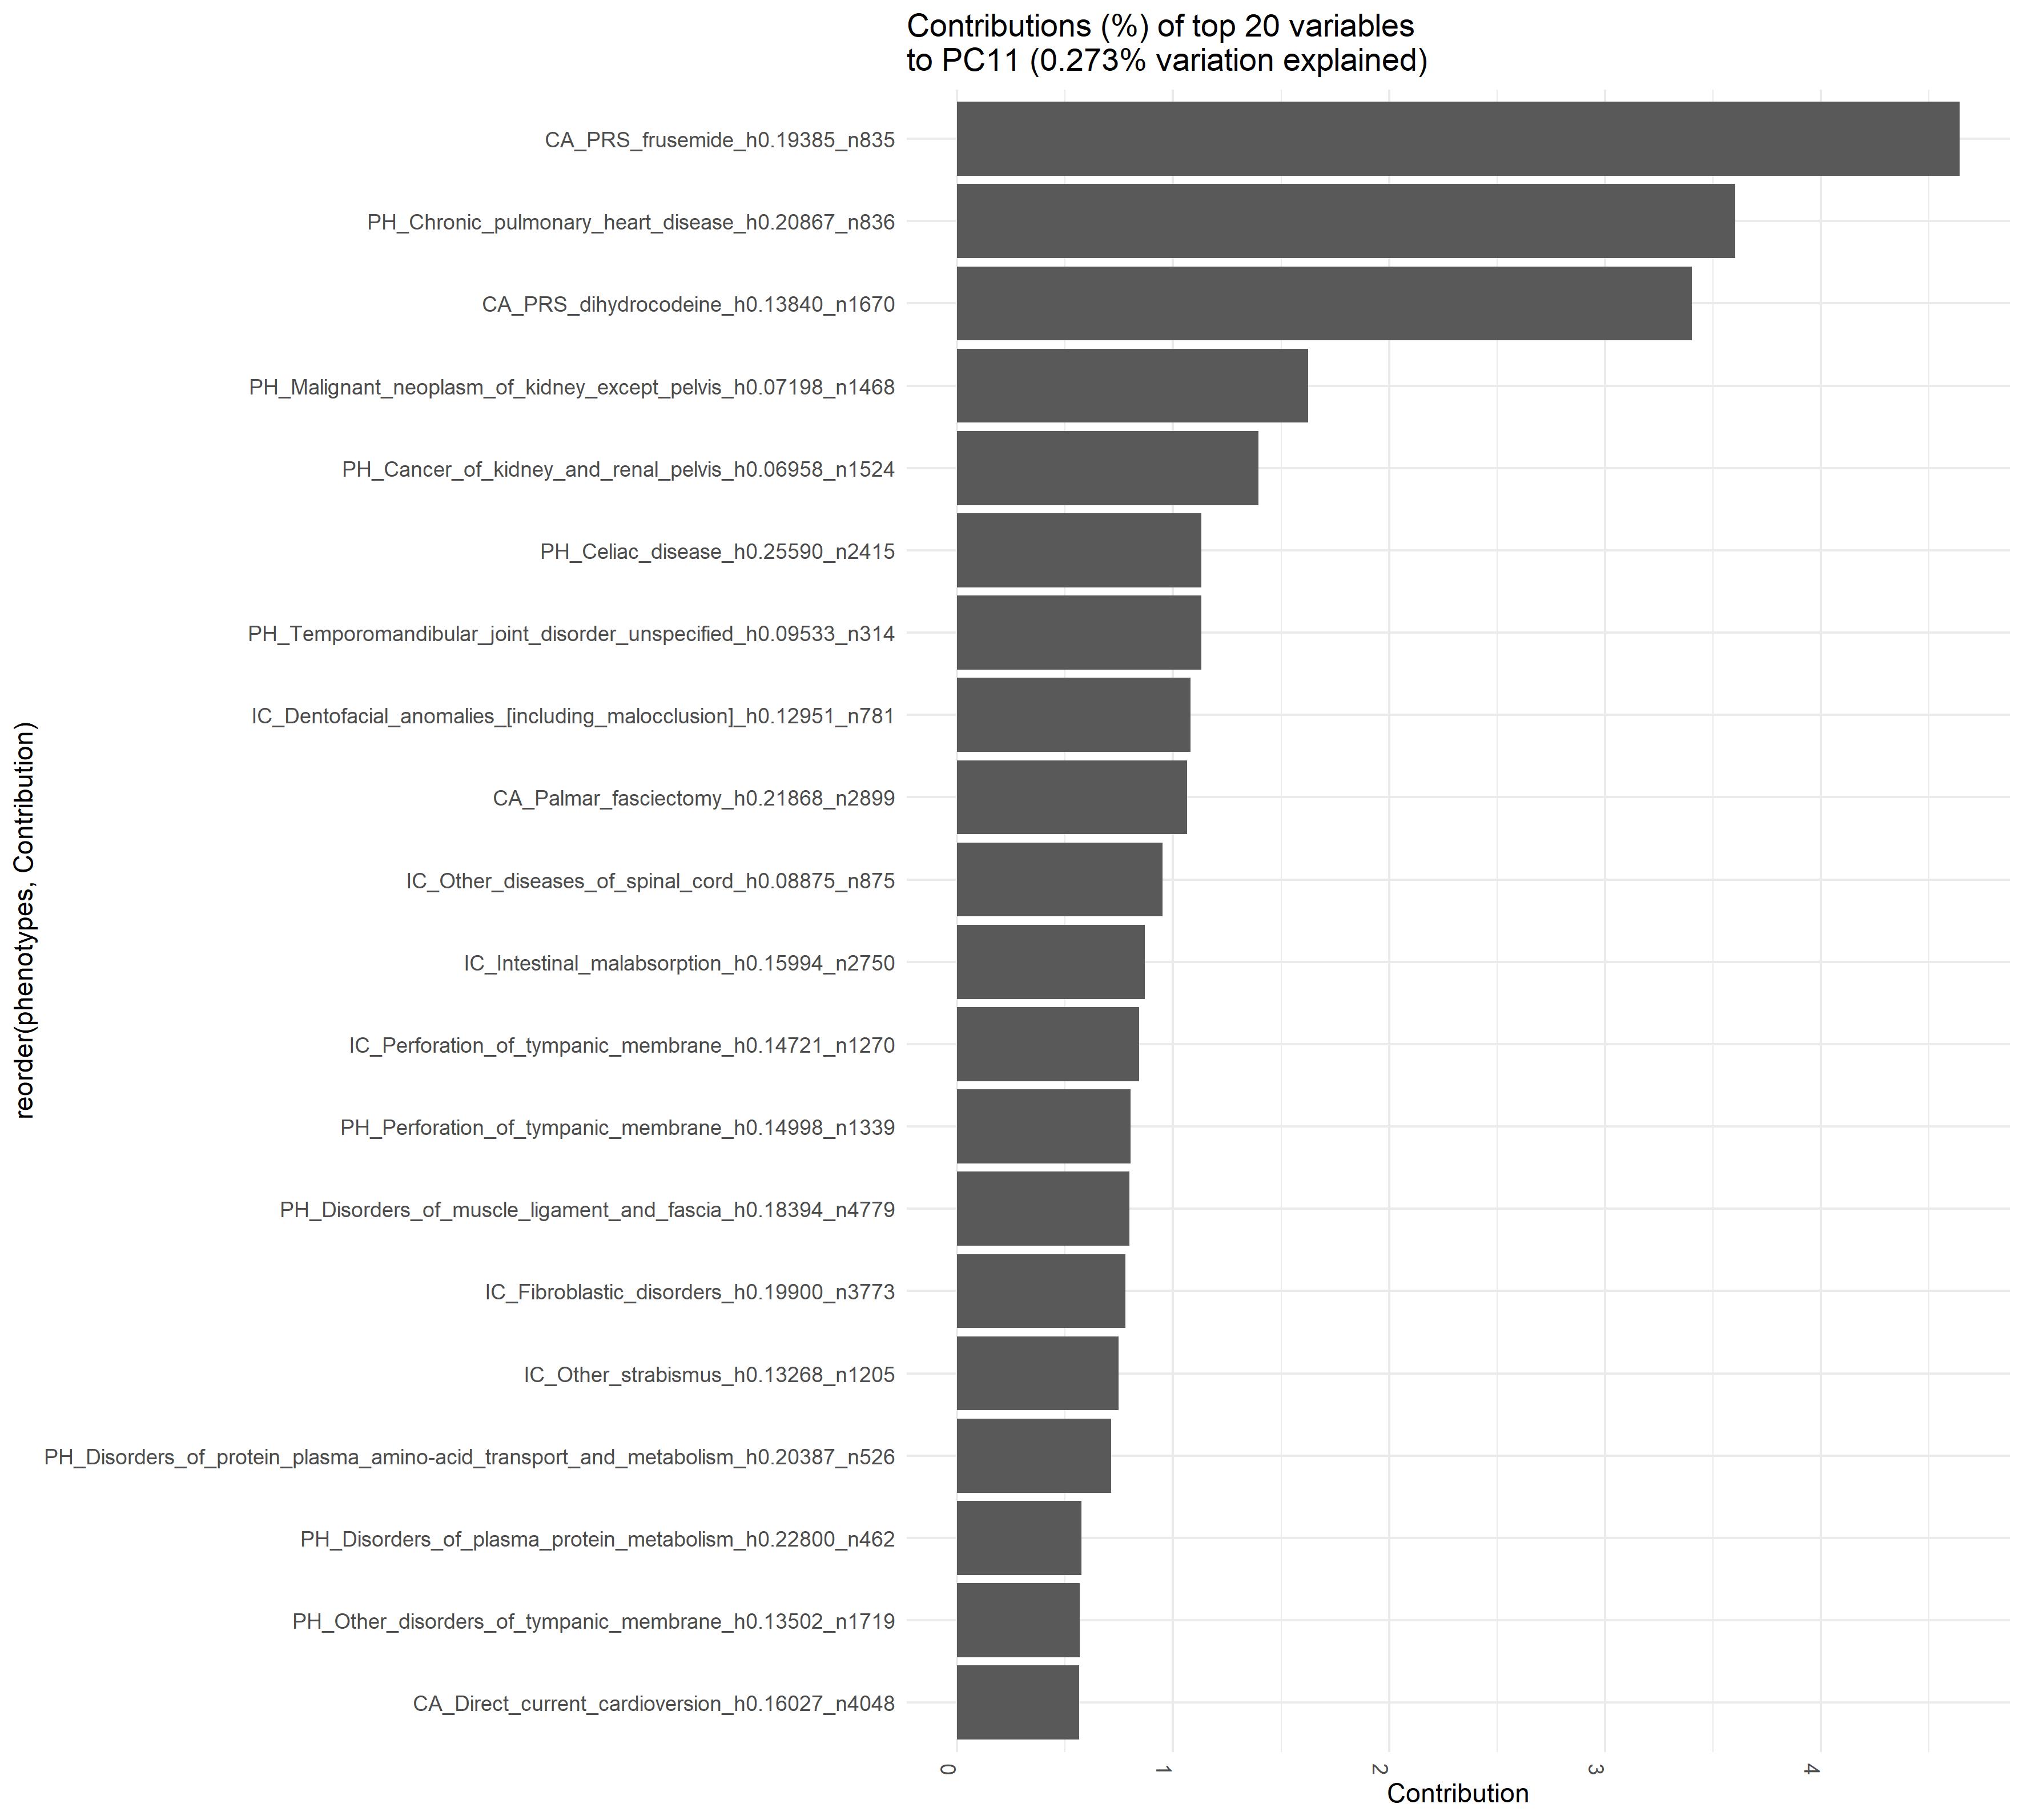 Contributions (%) of top 20 variables
to PC11 (0.273% variation explained)
CA_PRS_frusemide_h0.19385_n835
PH_Chronic_pulmonary_heart_disease_h0.20867_n836
CA_PRS_dihydrocodeine_h0.13840_n1670
PH_Malignant_neoplasm_of_kidney_except_pelvis_h0.07198_n1468
PH_Cancer_of_kidney_and_renal_pelvis_h0.06958_n1524
PH_Celiac_disease_h0.25590_n2415
PH_Temporomandibular_joint_disorder_unspecified_h0.09533_n314
IC_Dentofacial_anomalies_[including_malocclusion]_h0.12951_n781
CA_Palmar_fasciectomy_h0.21868_n2899
IC_Other_diseases_of_spinal_cord_h0.08875_n875
IC_Intestinal_malabsorption_h0.15994_n2750
IC_Perforation_of_tympanic_membrane_h0.14721_n1270
PH_Perforation_of_tympanic_membrane_h0.14998_n1339
PH_Disorders_of_muscle_ligament_and_fascia_h0.18394_n4779
IC_Fibroblastic_disorders_h0.19900_n3773
IC_Other_strabismus_h0.13268_n1205
PH_Disorders_of_protein_plasma_amino-acid_transport_and_metabolism_h0.20387_n526
PH_Disorders_of_plasma_protein_metabolism_h0.22800_n462
PH_Other_disorders_of_tympanic_membrane_h0.13502_n1719
CA_Direct_current_cardioversion_h0.16027_n4048
reorder(phenotypes, Contribution)
0 1 2 3 4
Contribution